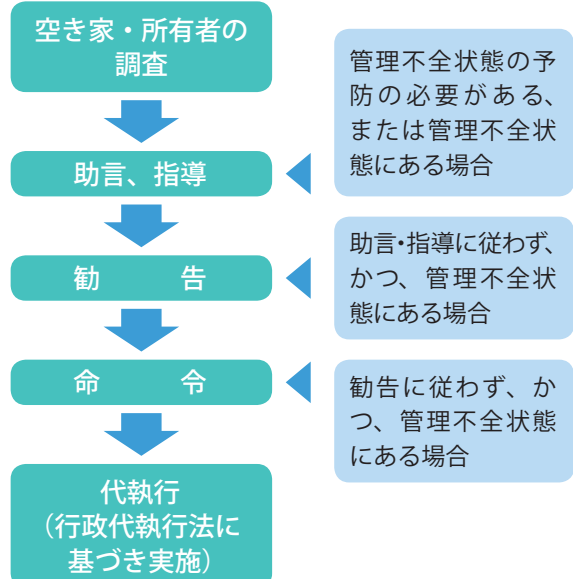 空き家・所有者の
調査
管理不全状態の予
防の必要がある、
または管理不全状
態にある場合
助言、指導
助言・指導に従わず、
かつ、管理不全状
態にある場合
勧　　告
命　　令
勧告に従わず、か
つ、管理不全状態
にある場合
代執行
（行政代執行法に
基づき実施）